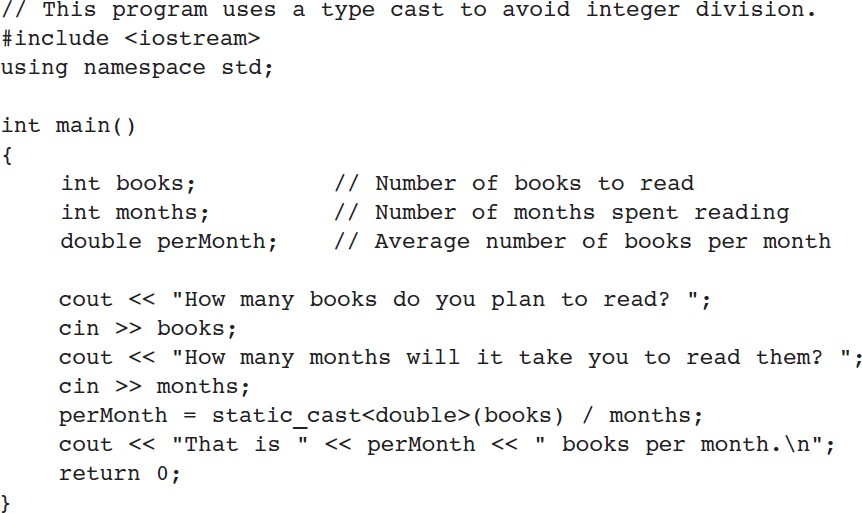 // This program uses a type cast to avoid integer division.
#include <iostream>
using namespace std;

int main()
{
    int books;          // Number of books to read
    int months;         // Number of months spent reading
    double perMonth;    // Average number of books per month

    cout << "How many books do you plan to read? ";
    cin >> books;
    cout << "How many months will it take you to read them? ";
    cin >> months;
    perMonth = static_cast<double>(books) / months;
    cout << "That is " << perMonth << " books per month.\n";
    return 0;
}